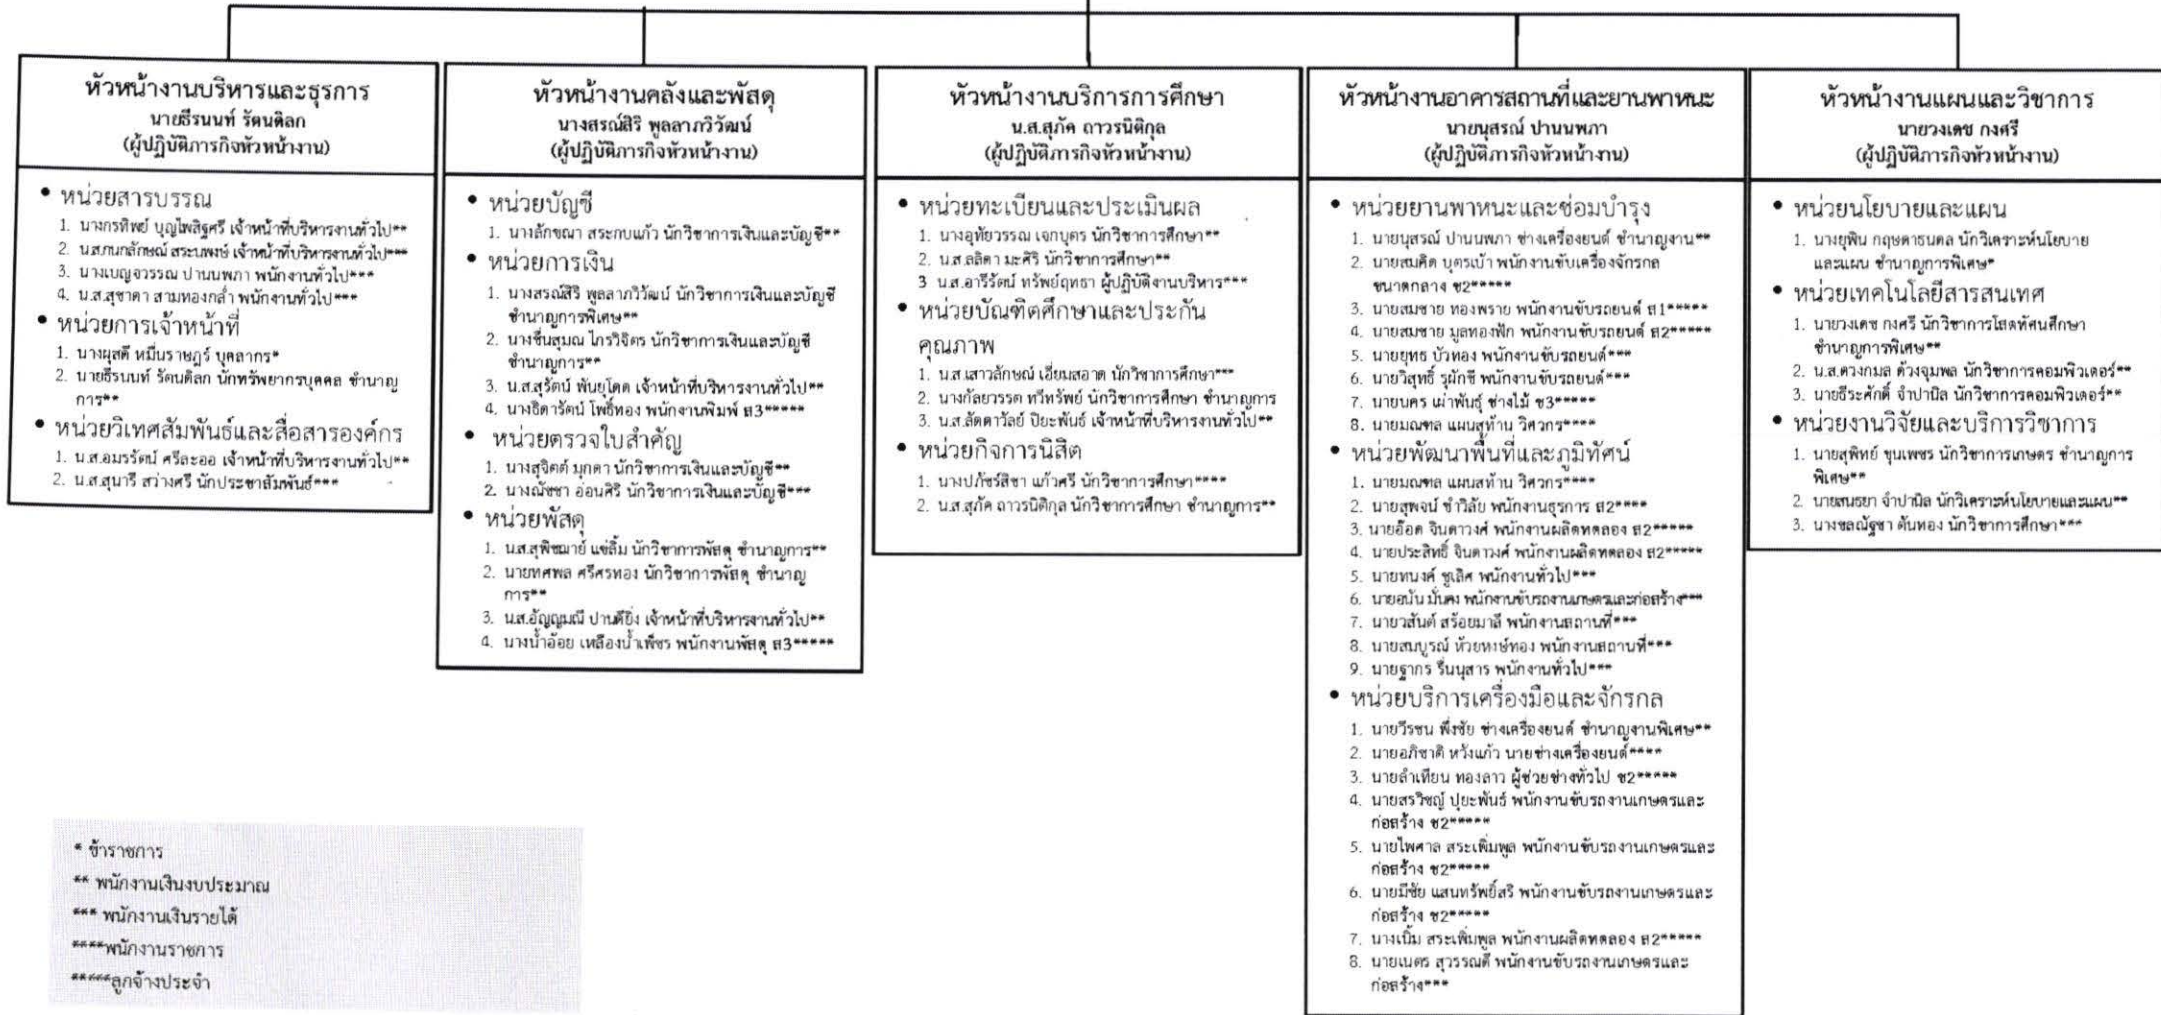 หัวหน้างานบริหารและธุรการ
นายธีรนนท์ รัตนดิลก
(ผู้ปฏิบัติภารกิจหัวหน้างาน)
• หน่วยสารบรรณ
1. นางกรทิพย์ บุญไพสิฐศรี เจ้าหน้าที่บริหารงานทั่วไป**
2. น.ส.กนกลักษณ์ สระนพงษ์ เจ้าหน้าที่บริหารงานทั่วไป***
3. นางเบญจวรรณ ปานนพภา พนักงานทั่วไป***
4. น.ส.สุชาดา สามทองกล่ำ พนักงานทั่วไป***
• หน่วยการเจ้าหน้าที่
1. นางผุสดี หมื่นราษฎร์ บุคลากร*
2. นายธีรนนท์ รัตนดิลก นักทรัพยากรบุคคล ชำนาญ
การ**
• หน่วยวิเทศสัมพันธ์และสื่อสารองค์กร
1. น.ส.อมรรัตน์ ศรีละออ เจ้าหน้าที่บริหารงานทั่วไป**
2. น.ส.สุนารี สว่างศรี นักประชาสัมพันธ์***
หัวหน้างานคลังและพัสดุ
นางสรณ์สิริ พูลลาภวิวัฒน์
(ผู้ปฏิบัติภารกิจหัวหน้างาน)
• หน่วยบัญชี
1. นางลักขณา สระกบแก้ว นักวิชาการเงินและบัญชี**
• หน่วยการเงิน
1. นางสรณ์สิริ พูลลาภวิวัฒน์ นักวิชาการเงินและบัญชี
ชำนาญการพิเศษ**
2. นางชื่นสุมณ ไกรวิจิตร นักวิชาการเงินและบัญชี
ชำนาญการ**
3. น.ส.สุรัตน์ พันยุโดด เจ้าหน้าที่บริหารงานทั่วไป**
4. นางธิดารัตน์ โพธิ์ทอง พนักงานพิมพ์ ส3*****
• หน่วยตรวจใบสำคัญ
1. นางสุจิตต์ มุกดา นักวิชาการเงินและบัญชี**
2. นางณัชชา อ่อนศิริ นักวิชาการเงินและบัญชี***
• หน่วยพัสดุ
1. น.ส.สุพิชฌาย์ แซ่ลิ้ม นักวิชาการพัสดุ ชำนาญการ**
2. นายทศพล ศรีศรทอง นักวิชาการพัสดุ ชำนาญ
การ**
3. น.ส.อัญญมณี ปานดียิ่ง เจ้าหน้าที่บริหารงานทั่วไป**
4. นางน้ำอ้อย เหลืองน้ำเพ็ชร พนักงานพัสดุ ส3*****
หัวหน้างานบริการการศึกษา
น.ส.สุภัค ถาวรนิติกุล
(ผู้ปฏิบัติภารกิจหัวหน้างาน)
• หน่วยทะเบียนและประเมินผล
1. นางอุทัยวรรณ เจกบุตร นักวิชาการศึกษา**
2. น.ส.ลลิตา มะศิริ นักวิชาการศึกษา**
3 น.ส.อารีรัตน์ ทรัพย์ฤทธา ผู้ปฏิบัติงานบริหาร***
• หน่วยบัณฑิตศึกษาและประกัน
คุณภาพ
1. น.ส.เสาวลักษณ์ เอี่ยมสอาด นักวิชาการศึกษา***
2. นางกัลยวรรต ทวีทรัพย์ นักวิชาการศึกษา ชำนาญการ
3. น.ส.ลัดดาวัลย์ ปิยะพันธ์ เจ้าหน้าที่บริหารงานทั่วไป**
• หน่วยกิจการนิสิต
1. นางปภัชร์สิชา แก้วศรี นักวิชาการศึกษา****
2. น.ส.สุภัค ถาวรนิติกุล นักวิชาการศึกษา ชำนาญการ**
หัวหน้างานอาคารสถานที่และยานพาหนะ
นายนุสรณ์ ปานนพภา
(ผู้ปฏิบัติภารกิจหัวหน้างาน)
• หน่วยยานพาหนะและซ่อมบำรุง
1. นายนุสรณ์ ปานนพภา ช่างเครื่องยนต์ ชำนาญงาน**
2. นายสมคิด บุตรเบ้า พนักงานขับเครื่องจักรกล
ขนาดกลาง ช2*****
3. นายสมชาย ทองพราย พนักงานขับรถยนต์ ส1*****
4. นายสมชาย มูลทองฟัก พนักงานขับรถยนต์ ส2*****
5. นายยุทธ บัวทอง พนักงานขับรถยนต์***
6. นายวิสุทธิ์ รุผักชี พนักงานขับรถยนต์***
7. นายนคร เผ่าพันธุ์ ช่างไม้ ช3*****
8. นายมณฑล แผนสุท้าน วิศวกร****
• หน่วยพัฒนาพื้นที่และภูมิทัศน์
1. นายมณฑล แผนสท้าน วิศวกร****
2. นายสุพจน์ ชำวิลัย พนักงานธุรการ ส2****
3. นายอ๊อด จินดาวงศ์ พนักงานผลิตทดลอง ส2*****
4. นายประสิทธิ์ จินดาวงศ์ พนักงานผลิตทดลอง ส2*****
5. นายทนงค์ ชูเลิศ พนักงานทั่วไป***
6. นายอนัน มั่นคง พนักงานขับรถงานเกษตรและก่อสร้าง***
7. นายวสันต์ สร้อยมาลี พนักงานสถานที่***
8. นายสมบูรณ์ ห้วยหงษ์ทอง พนักงานสถานที่***
9. นายฐากร รื่นนุสาร พนักงานทั่วไป***
• หน่วยบริการเครื่องมือและจักรกล
1. นายวีรชน พึ่งชัย ช่างเครื่องยนต์ ชำนาญงานพิเศษ**
2. นายอภิชาติ หวังแก้ว นายช่างเครื่องยนต์****
3. นายลำเทียน ทองลาว ผู้ช่วยช่างทั่วไป ช2*****
4. นายสรวิชญ์ ปุยะพันธ์ พนักงานขับรถงานเกษตรและ
ก่อสร้าง ช2*****
5. นายไพศาล สระเพิ่มพูล พนักงานขับรถงานเกษตรและ
ก่อสร้าง ช2*****
6. นายมีชัย แสนทรัพย์สิริ พนักงานขับรถงานเกษตรและ
ก่อสร้าง ช2*****
7. นางเนิ้ม สระเพิ่มพูล พนักงานผลิตทดลอง ส2*****
8. นายเนตร สุวรรณดี พนักงานขับรถงานเกษตรและ
ก่อสร้าง***
หัวหน้างานแผนและวิชาการ
นายวงเดช กงศรี
(ผู้ปฏิบัติภารกิจหัวหน้างาน)
• หน่วยนโยบายและแผน
1. นางยุพิน กฤษดาธนดล นักวิเคราะห์นโยบาย
และแผน ชำนาญการพิเศษ*
• หน่วยเทคโนโลยีสารสนเทศ
1. นายวงเดช กงศรี นักวิชาการโสตทัศนศึกษา
ชำนาญการพิเศษ**
2. น.ส.ดวงกมล ด้วงจุมพล นักวิชาการคอมพิวเตอร์**
3. นายธีระศักดิ์ จำปานิล นักวิชาการคอมพิวเตอร์**
• หน่วยงานวิจัยและบริการวิชาการ
1. นายสุพิทย์ ขุนเพชร นักวิชาการเกษตร ชำนาญการ
พิเศษ**
2. นายสนธยา จำปานิล นักวิเคราะห์นโยบายและแผน**
3. นางชลณัฐชา ตันทอง นักวิชาการศึกษา***
* ข้าราชการ
** พนักงานเงินงบประมาณ
*** พนักงานเงินรายได้
****พนักงานราชการ
*****ลูกจ้างประจำ